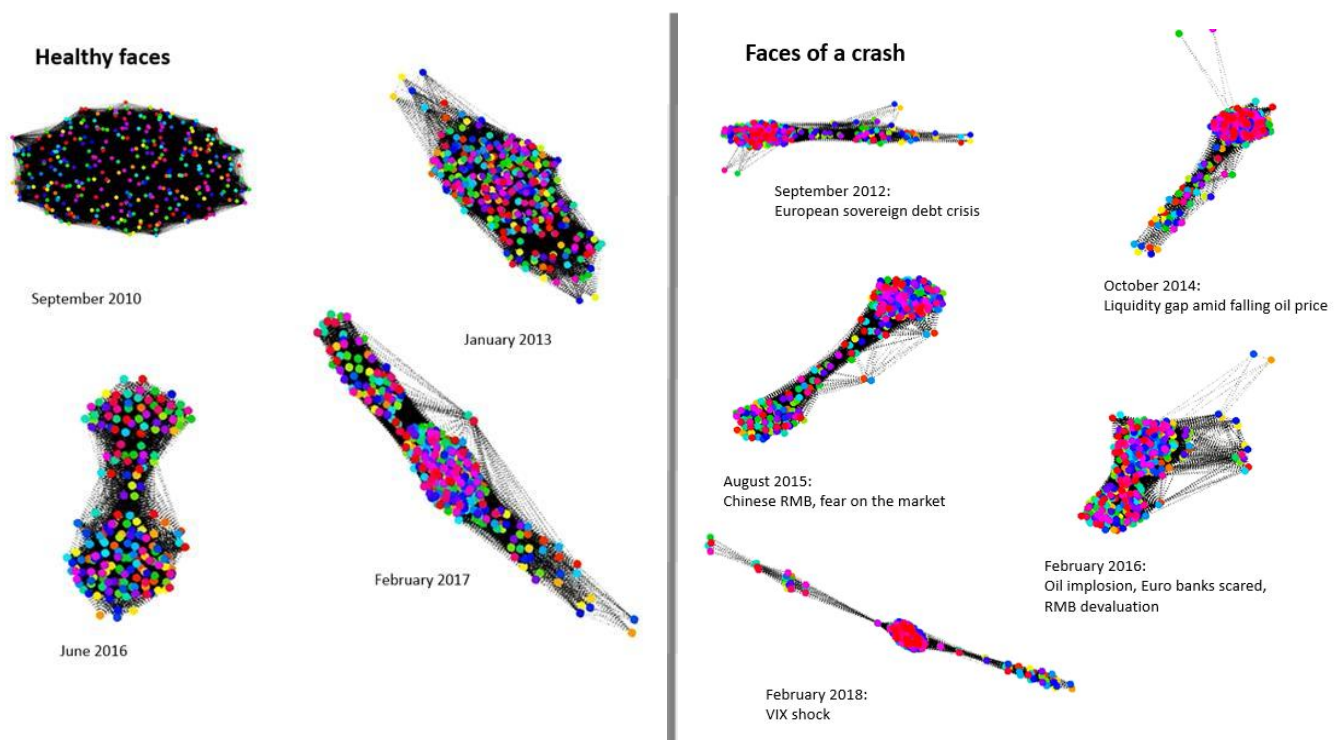 Healthy faces
September 2010
January 2013
June 2016
February 2017
Faces of a crash
September 2012:
European sovereign debt crisis
October 2014:
Liquidity gap amid falling oil price
August 2015:
Chinese RMB, fear on the market
February 2016:
Oil implosion, Euro banks scared,
RMB devaluation
February 2018:
VIX shock